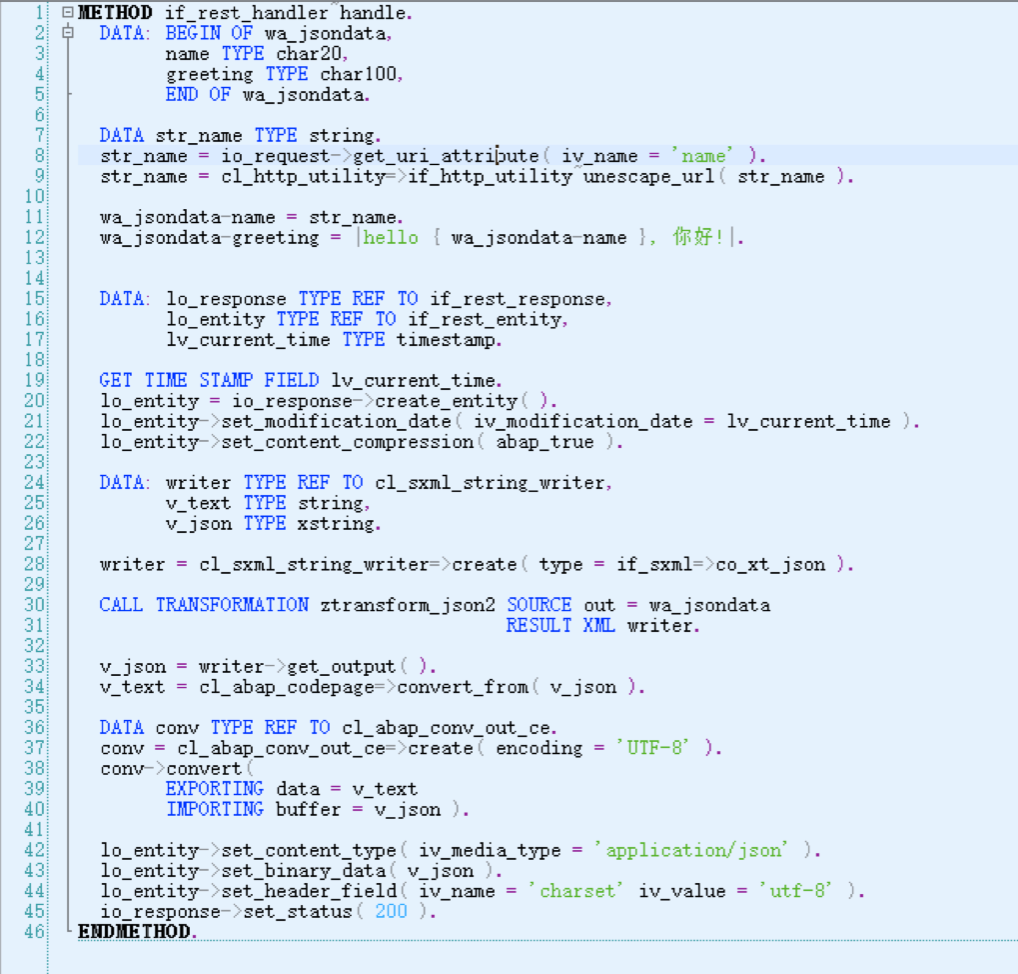 1 METHOD if_rest_handler~handle.
2 DATA: BEGIN OF wa_jsondata,
3 name TYPE char20,
4 greeting TYPE char100,
5 END OF wa_jsondata.
6
7 DATA str_name TYPE string.
8 str_name = io_request->get_uri_attribute( iv_name = 'name' ).
9 str_name = cl_http_utility=>if_http_utility~unescape_url( str_name ).
10
11 wa_jsondata-name = str_name.
12 wa_jsondata-greeting = |hello { wa_jsondata-name }, 你好!|.
13
14
15 DATA: lo_response TYPE REF TO if_rest_response,
16 lo_entity TYPE REF TO if_rest_entity,
17 lv_current_time TYPE timestamp.
18
19 GET TIME STAMP FIELD lv_current_time.
20 lo_entity = io_response->create_entity( ).
21 lo_entity->set_modification_date( iv_modification_date = lv_current_time ).
22 lo_entity->set_content_compression( abap_true ).
23
24 DATA: writer TYPE REF TO cl_sxml_string_writer,
25 v_text TYPE string,
26 v_json TYPE xstring.
27
28 writer = cl_sxml_string_writer=>create( type = if_sxml=>co_xt_json ).
29
30 CALL TRANSFORMATION ztransform_json2 SOURCE out = wa_jsondata
31 RESULT XML writer.
32
33 v_json = writer->get_output( ).
34 v_text = cl_abap_codepage=>convert_from( v_json ).
35
36 DATA conv TYPE REF TO cl_abap_conv_out_ce.
37 conv = cl_abap_conv_out_ce=>create( encoding = 'UTF-8' ).
38 conv->convert(
39 EXPORTING data = v_text
40 IMPORTING buffer = v_json ).
41
42 lo_entity->set_content_type( iv_media_type = 'application/json' ).
43 lo_entity->set_binary_data( v_json ).
44 lo_entity->set_header_field( iv_name = 'charset' iv_value = 'utf-8' ).
45 io_response->set_status( 200 ).
46 ENDMETHOD.